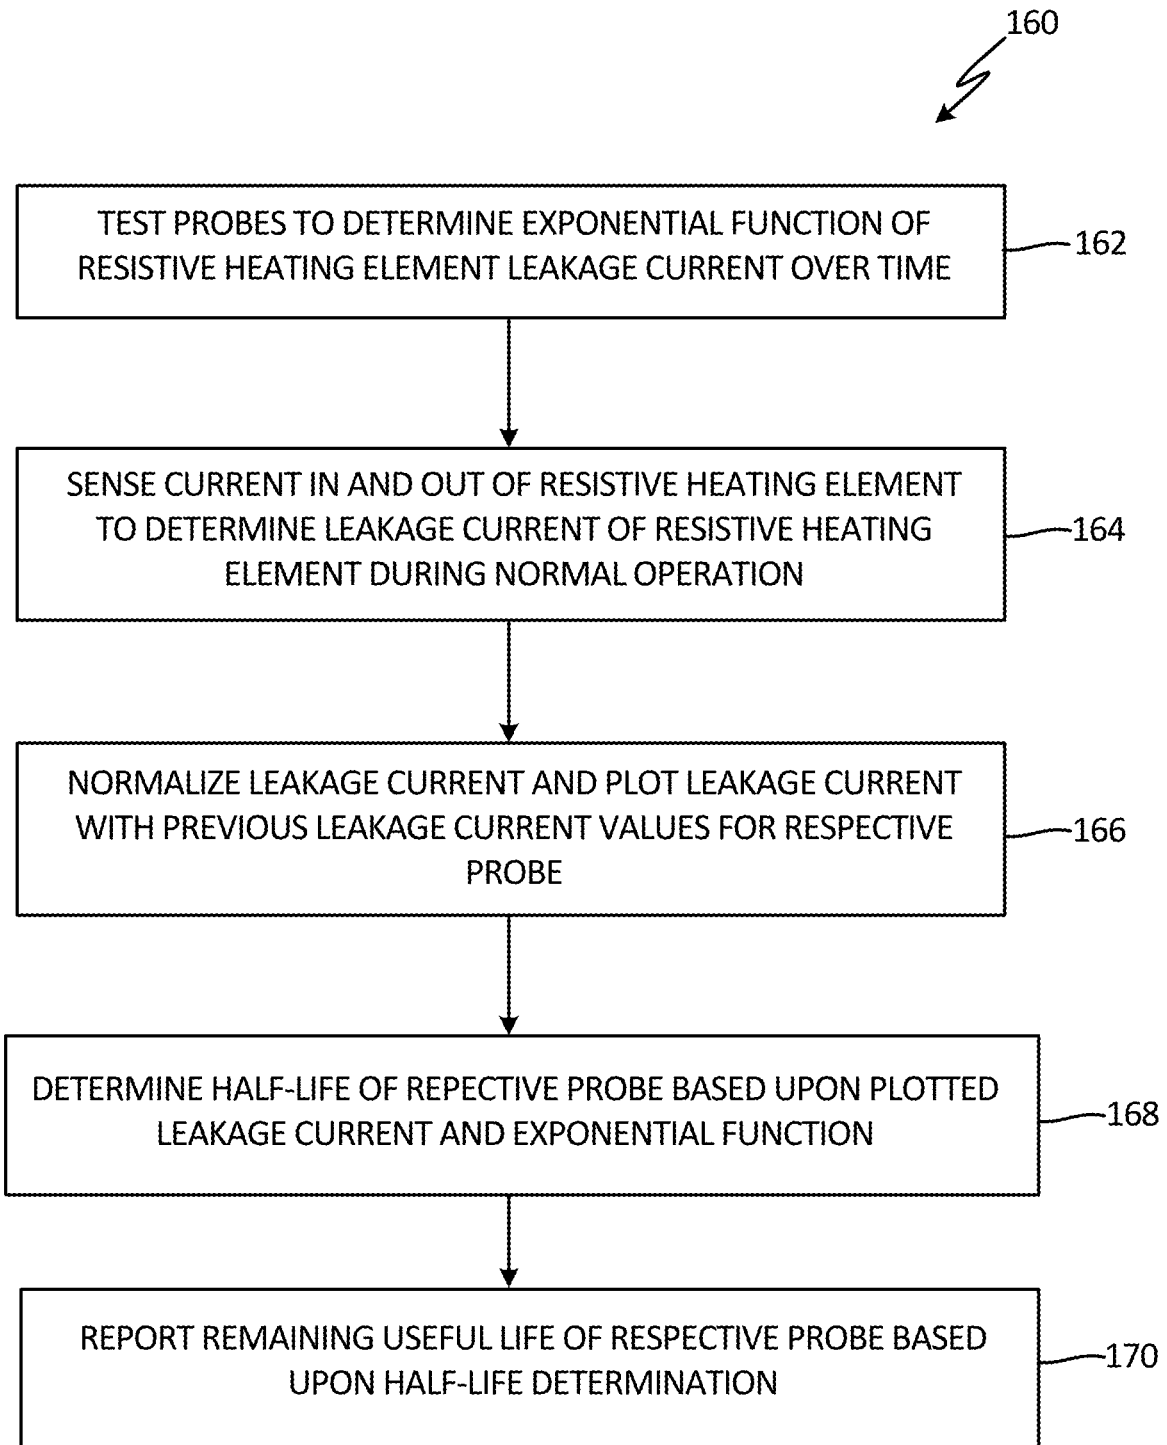 160
TEST PROBES TO DETERMINE EXPONENTIAL FUNCTION OF
RESISTIVE HEATING ELEMENT LEAKAGE CURRENT OVER TIME
162
SENSE CURRENT IN AND OUT OF RESISTIVE HEATING ELEMENT
TO DETERMINE LEAKAGE CURRENT OF RESISTIVE HEATING
ELEMENT DURING NORMAL OPERATION
164
NORMALIZE LEAKAGE CURRENT AND PLOT LEAKAGE CURRENT
WITH PREVIOUS LEAKAGE CURRENT VALUES FOR RESPECTIVE
PROBE
166
DETERMINE HALF-LIFE OF REPECTIVE PROBE BASED UPON PLOTTED
LEAKAGE CURRENT AND EXPONENTIAL FUNCTION
168
REPORT REMAINING USEFUL LIFE OF RESPECTIVE PROBE BASED
UPON HALF-LIFE DETERMINATION
170